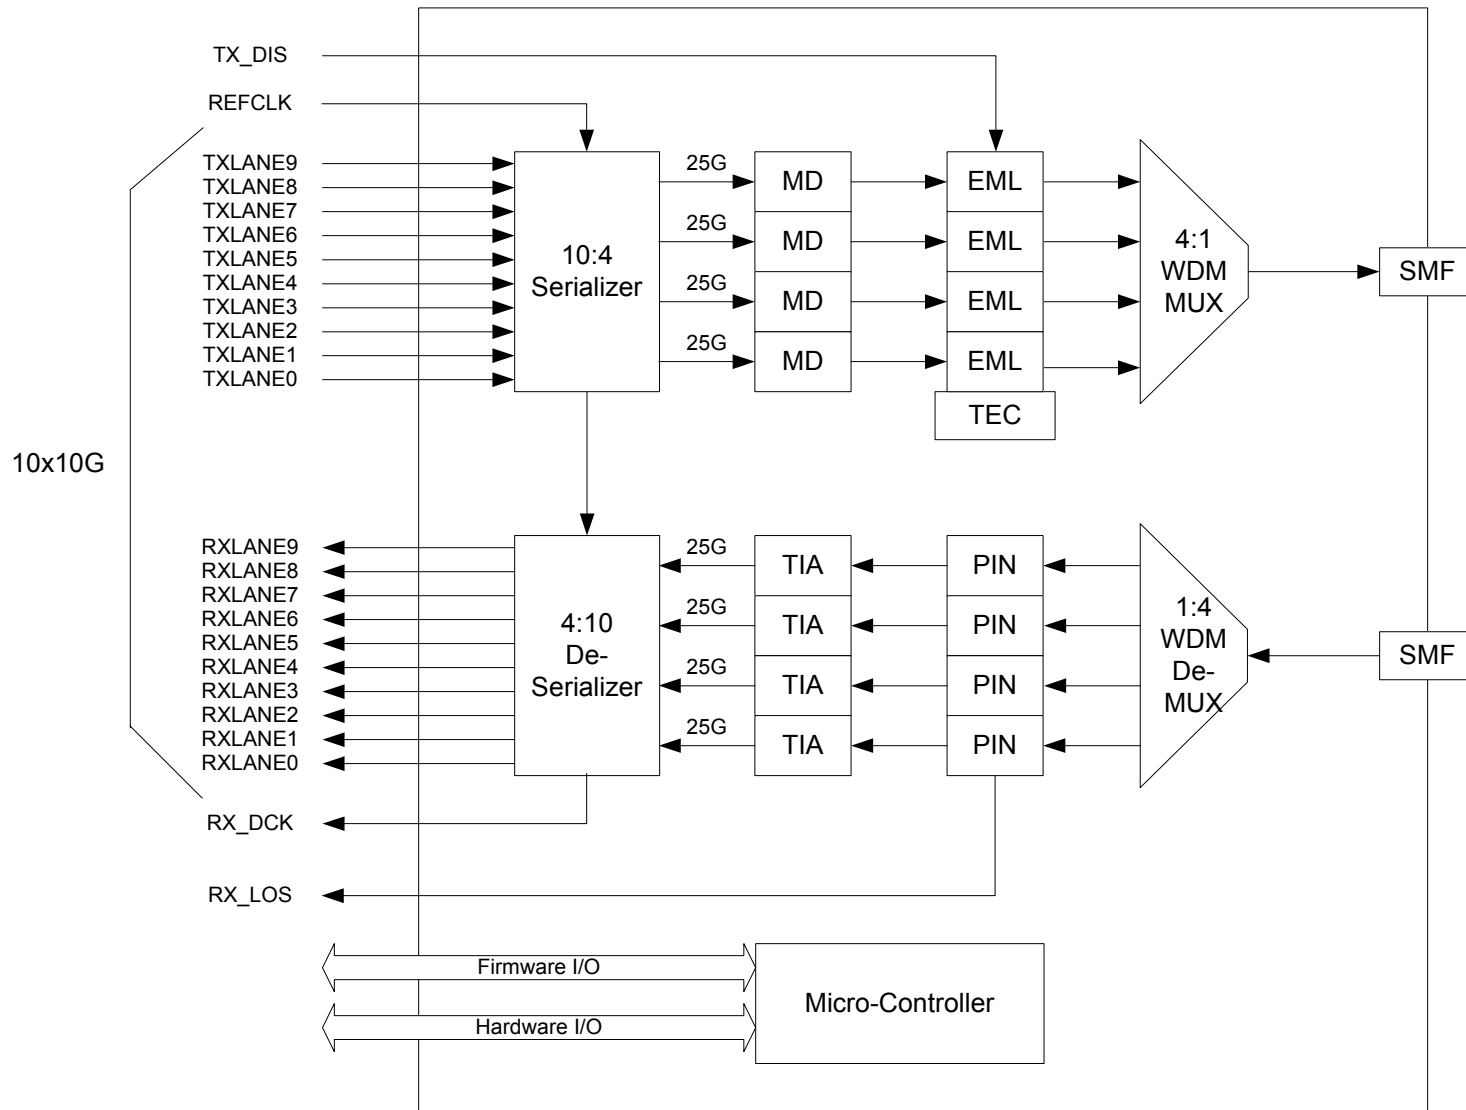 TX_DIS
REFCLK
TXLANE9
TXLANE8
TXLANE7
TXLANE6
TXLANE5
TXLANE4
TXLANE3
TXLANE2
TXLANE1
TXLANE0
10:4
Serializer
25G
25G
25G
25G
MD
MD
MD
MD
EML
EML
EML
EML
TEC
4:1
WDM
MUX
SMF
10x10G
RXLANE9
RXLANE8
RXLANE7
RXLANE6
RXLANE5
RXLANE4
RXLANE3
RXLANE2
RXLANE1
RXLANE0
4:10
De-
Serializer
25G
25G
25G
25G
TIA
TIA
TIA
TIA
PIN
PIN
PIN
PIN
1:4
WDM
De-
MUX
SMF
RX_DCK
RX_LOS
Firmware I/O
Hardware I/O
Micro-Controller